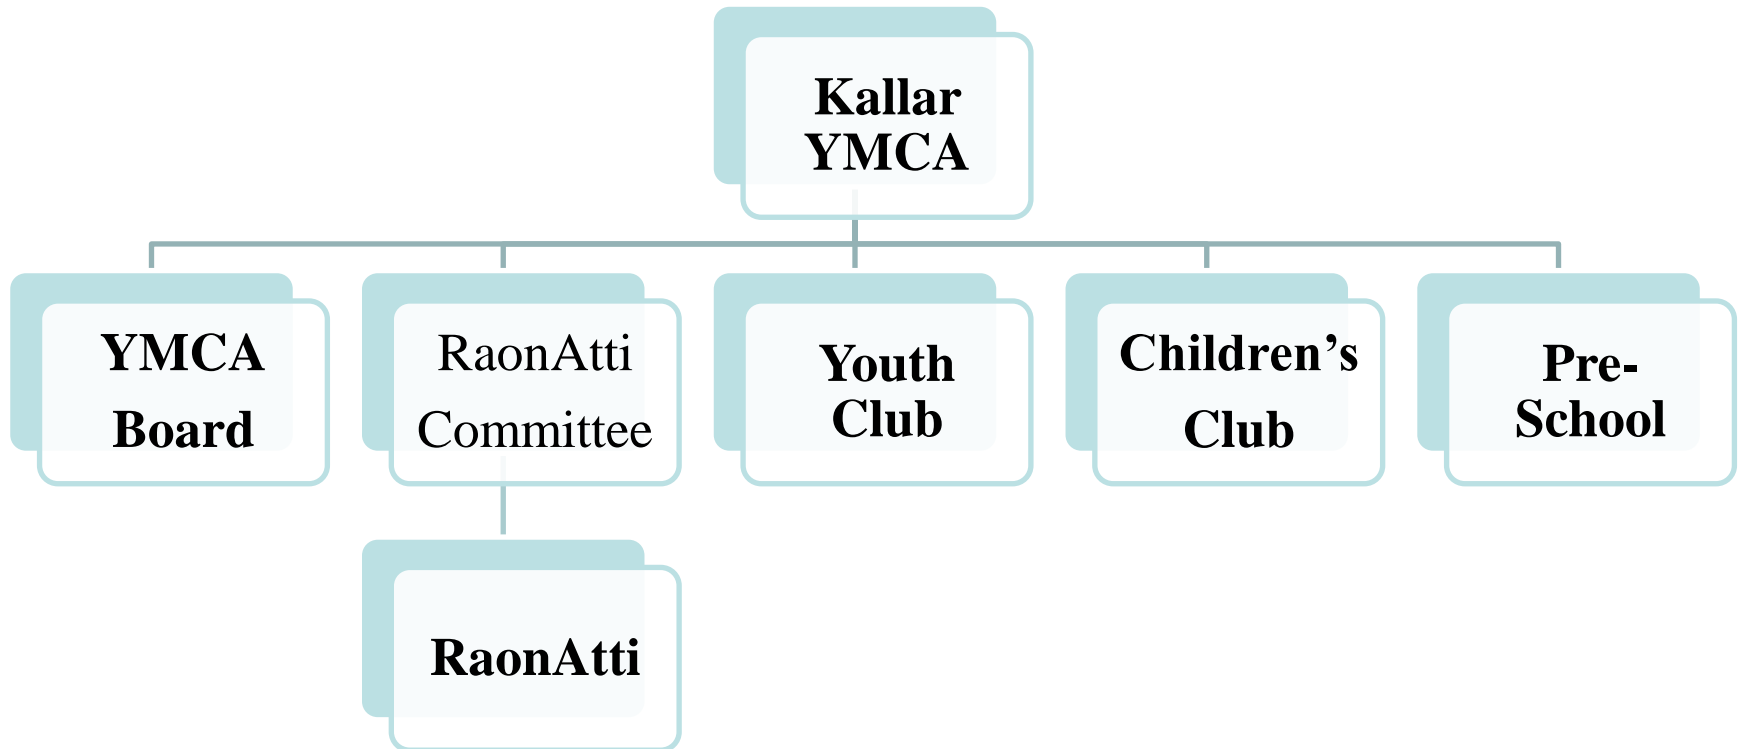 Kallar
YMCA
YMCA
Board
RaonAtti
Committee
Youth
Club
Children’s
Club
Pre-
School
RaonAtti